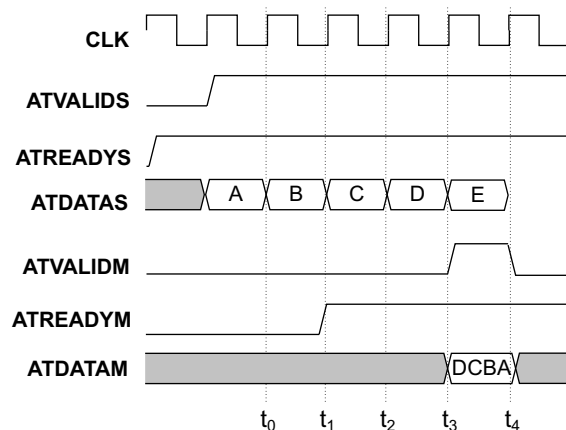 CLK
ATVALIDS
ATREADYS
ATDATAS A B C D E
ATVALIDM
ATREADYM
ATDATAM DCBA
t0 t1 t2 t3 t4